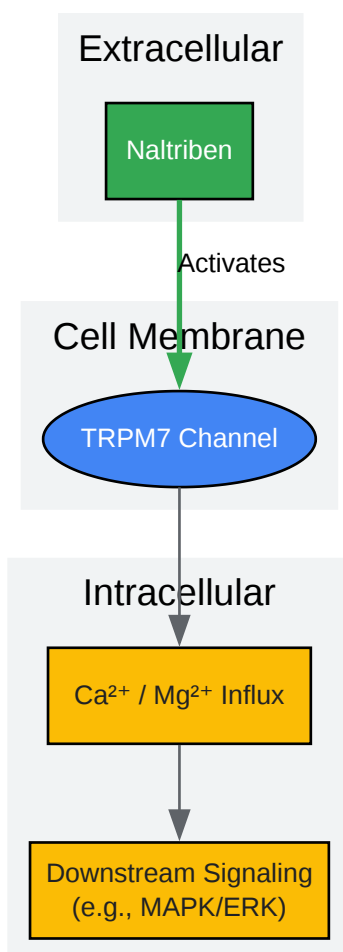 Extracellular
Naltriben
Activates
Cell Membrane
TRPM7 Channel
Intracellular
Ca²⁺ / Mg²⁺ Influx
Downstream Signaling
(e.g., MAPK/ERK)